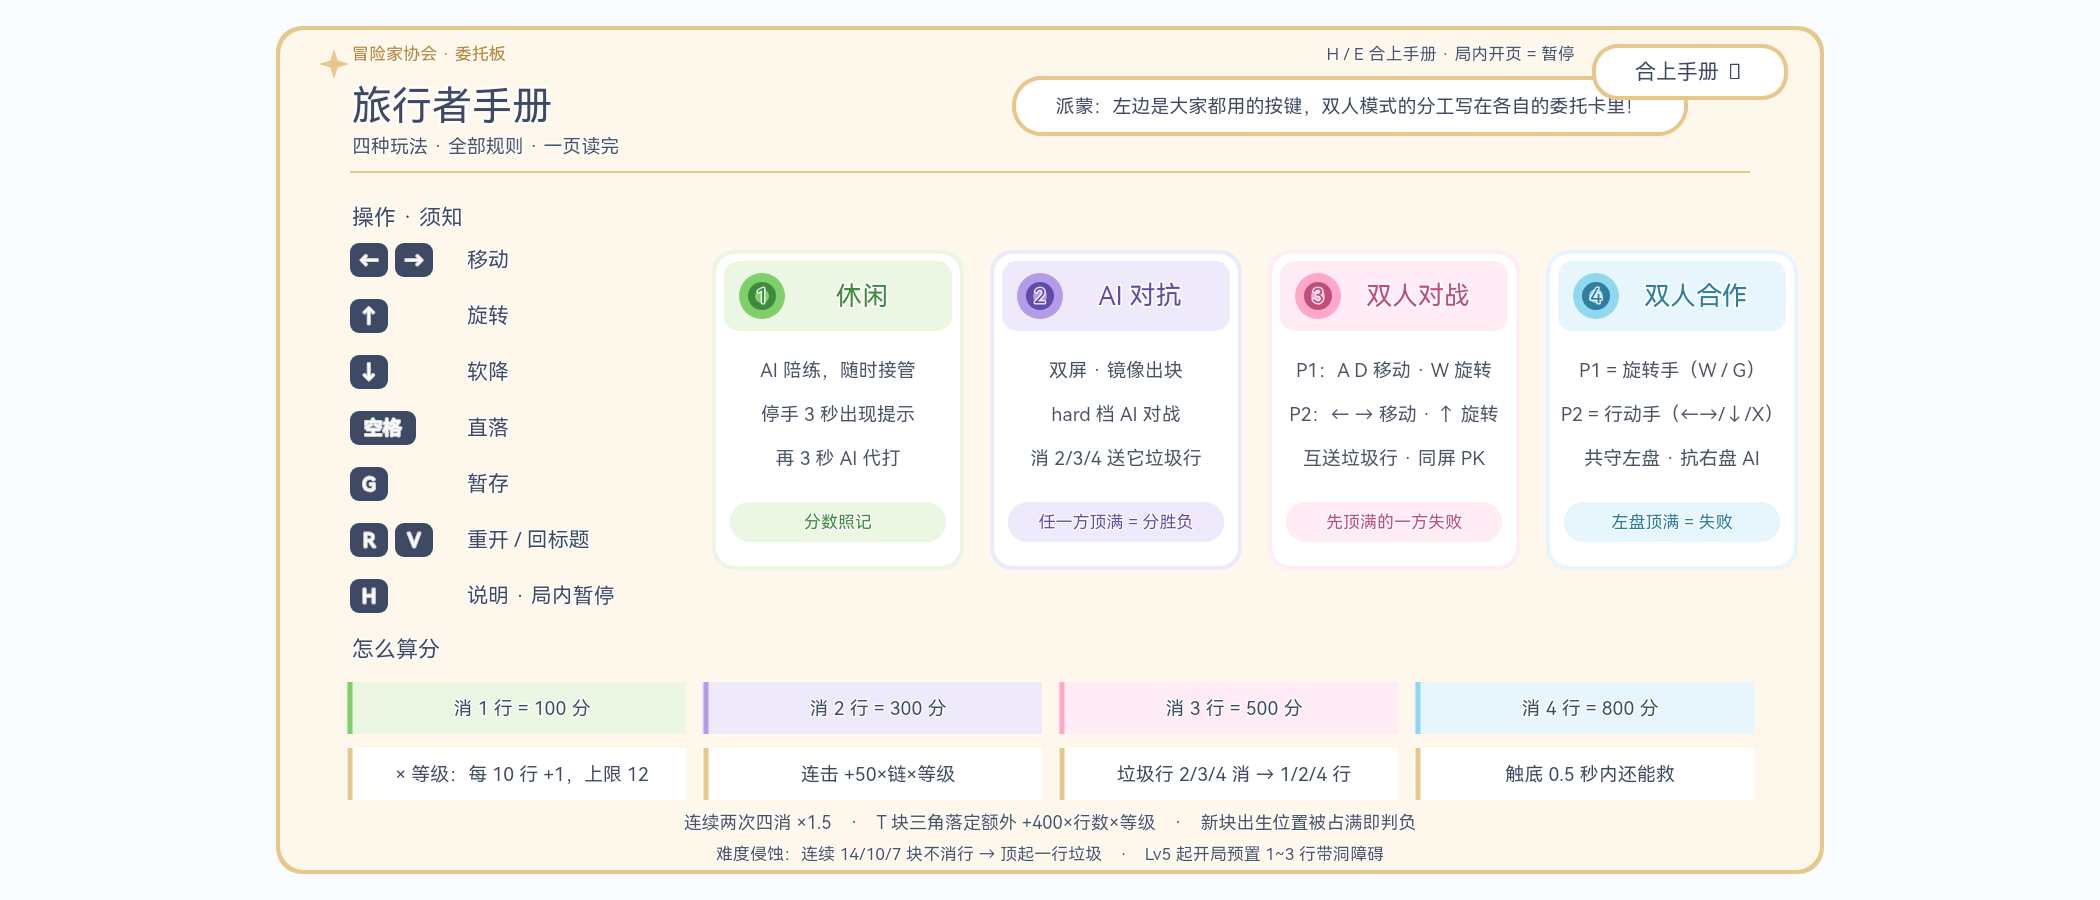 冒险家协会 · 委托板
H / E 合上手册 · 局内开页 = 暂停
合上手册
旅行者手册
派蒙：左边是大家都用的按键，双人模式的分工写在各自的委托卡里！
四种玩法 · 全部规则 · 一页读完
操作 · 须知
← → 移动
↑ 旋转
↓ 软降
空格 直落
G 暂存
R V 重开 / 回标题
H 说明 · 局内暂停
1 休闲
AI 陪练，随时接管
停手 3 秒出现提示
再 3 秒 AI 代打
分数照记
2 AI 对抗
双屏 · 镜像出块
hard 档 AI 对战
消 2/3/4 送它垃圾行
任一方顶满 = 分胜负
3 双人对战
P1：A D 移动 · W 旋转
P2：← → 移动 · ↑ 旋转
互送垃圾行 · 同屏 PK
先顶满的一方失败
4 双人合作
P1 = 旋转手（W / G）
P2 = 行动手（←→/↓/X）
共守左盘 · 抗右盘 AI
左盘顶满 = 失败
怎么算分
消 1 行 = 100 分
消 2 行 = 300 分
消 3 行 = 500 分
消 4 行 = 800 分
× 等级：每 10 行 +1，上限 12
连击 +50×链×等级
垃圾行 2/3/4 消 → 1/2/4 行
触底 0.5 秒内还能救
连续两次四消 ×1.5 · T 块三角落定额外 +400×行数×等级 · 新块出生位置被占满即判负
难度侵蚀：连续 14/10/7 块不消行 → 顶起一行垃圾 · Lv5 起开局预置 1~3 行带洞障碍